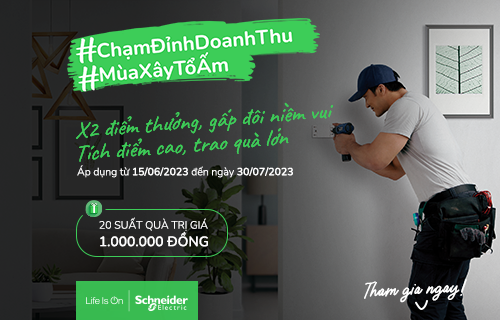 #ChạmĐỉnhDoanhThu
#MùaXâyTổẤm
X2 điểm thưởng, gấp đôi niềm vui
Tích điểm cao, trao quà lớn
Áp dụng từ 15/06/2023 đến ngày 30/07/2023
20 SUẤT QUÀ TRỊ GIÁ
1.000.000 ĐỒNG
Life Is On
Schneider
Electric
Tham gia ngay!